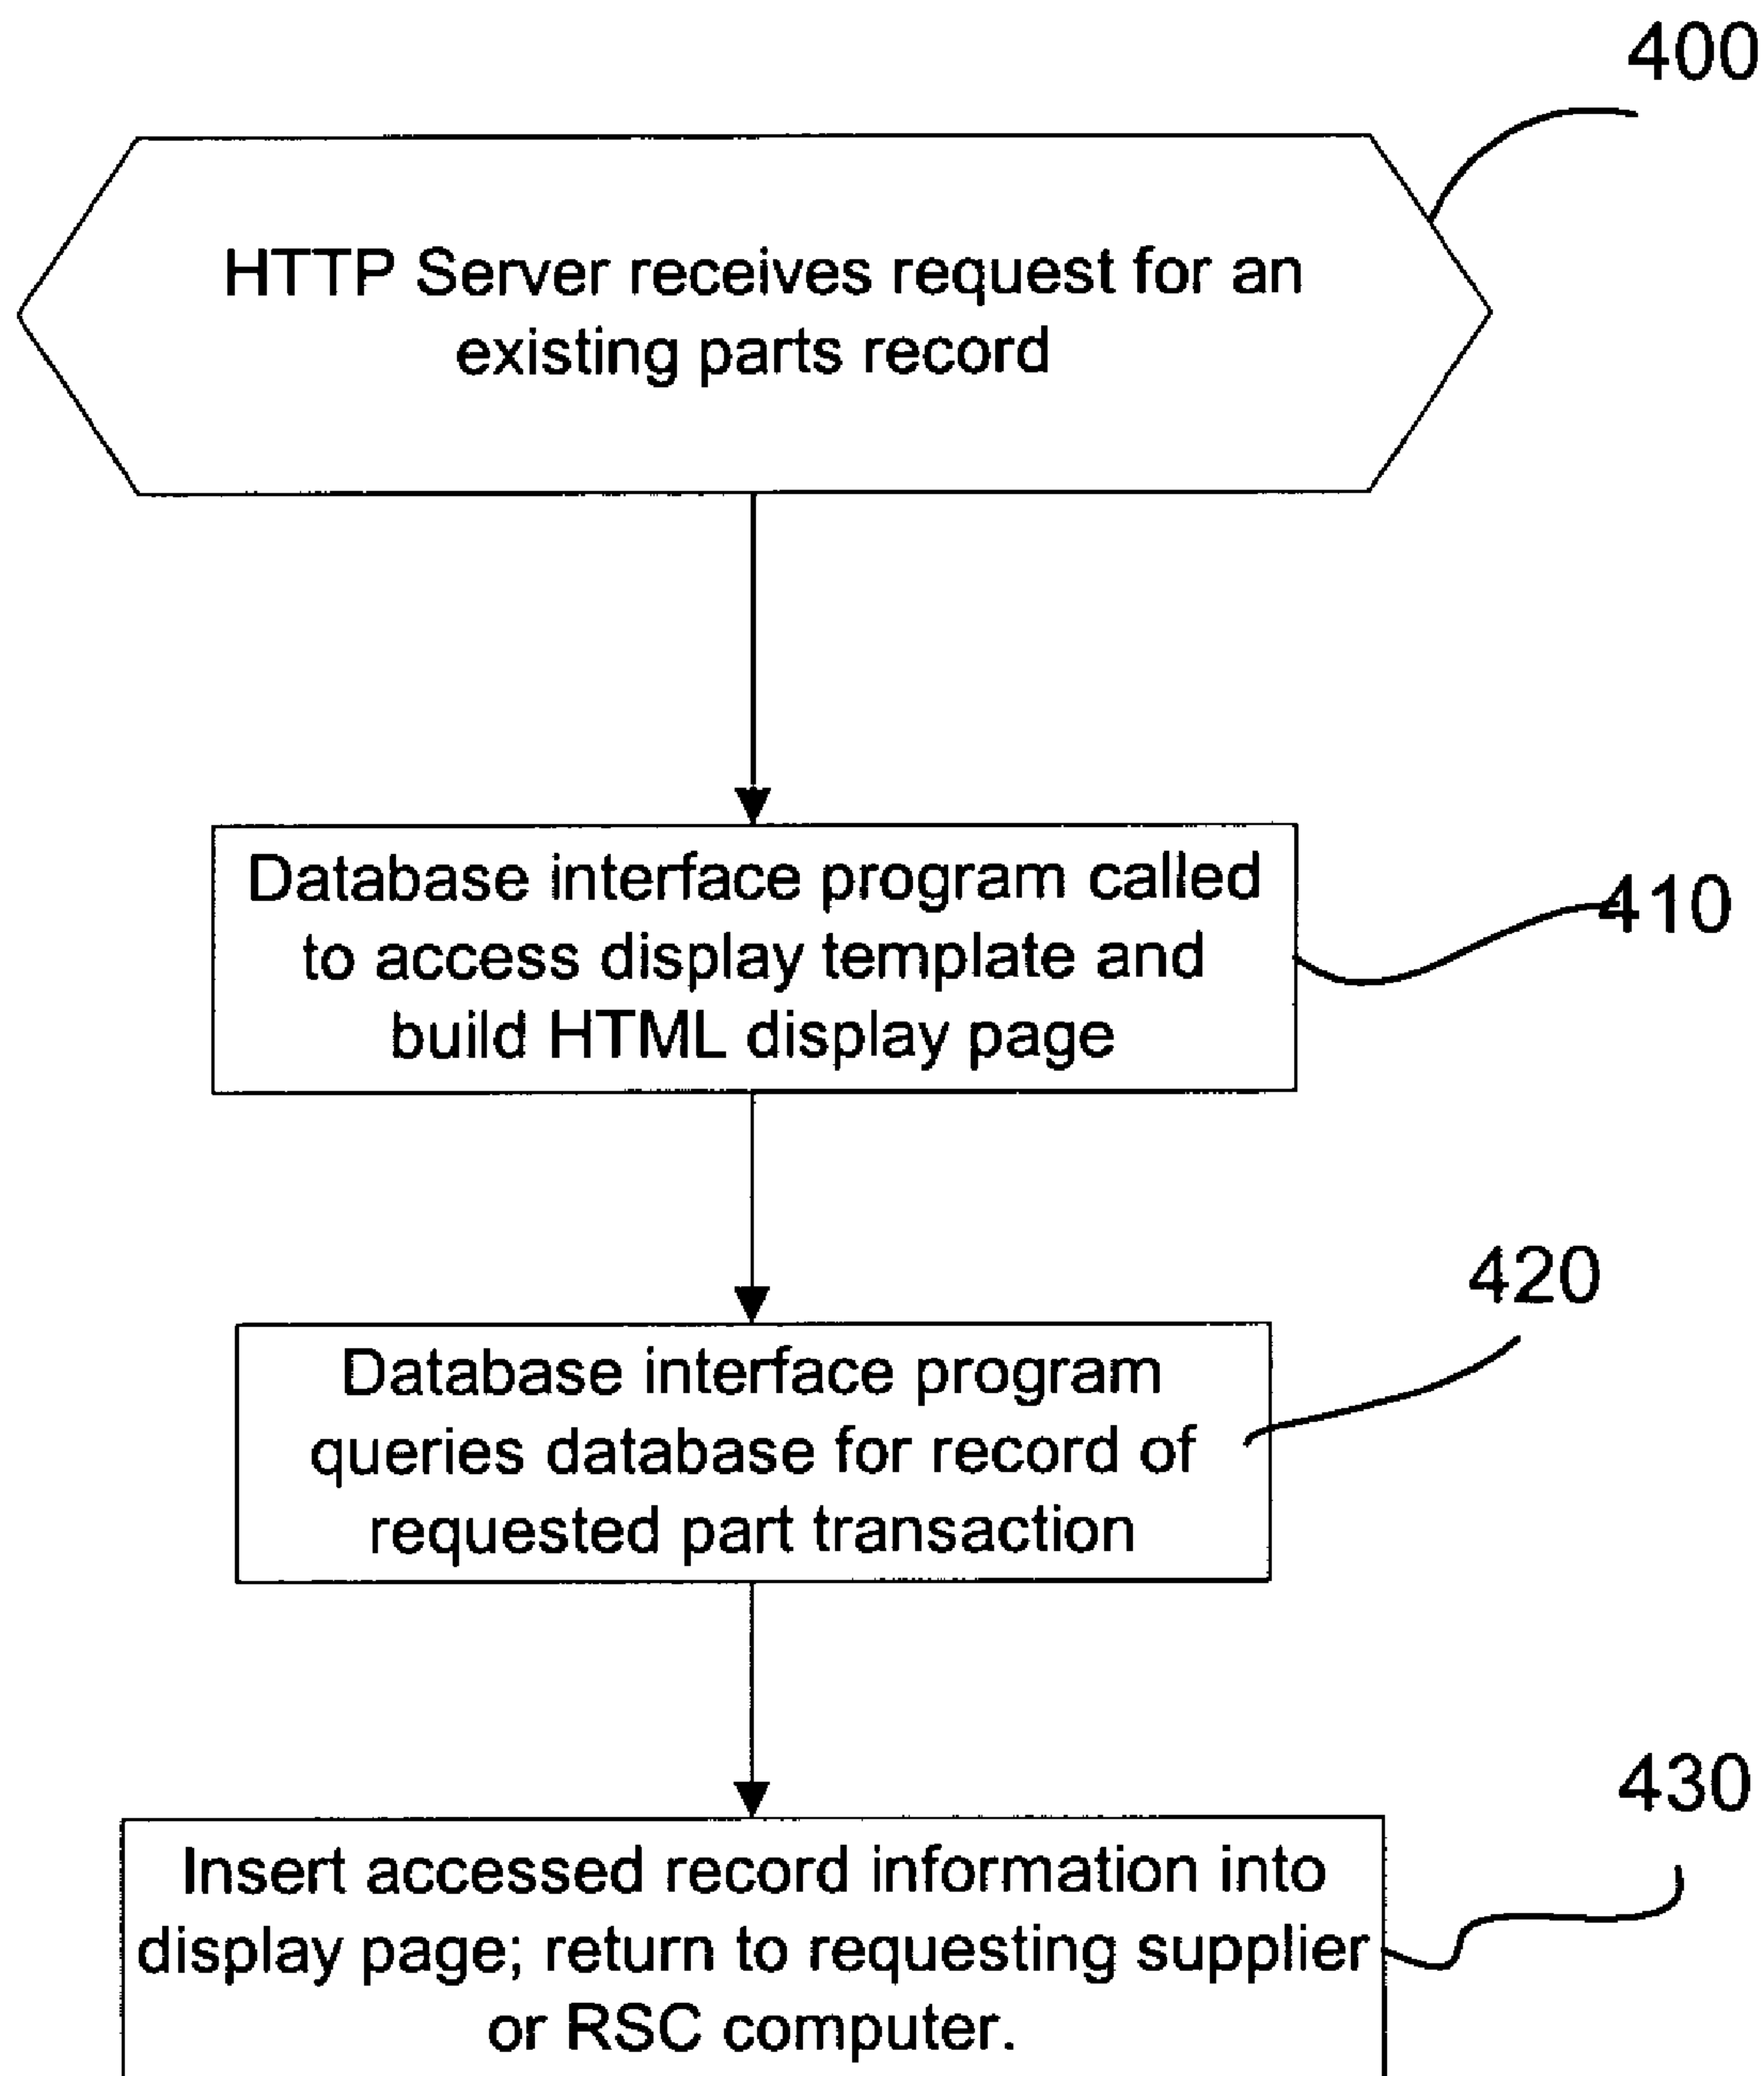 400
HTTP Server receives request for an
existing parts record
Database interface program called
to access display template and
build HTML display page
410
420
Database interface program
queries database for record of
requested part transaction
430
Insert accessed record information into
display page; return to requesting supplier
or RSC computer.